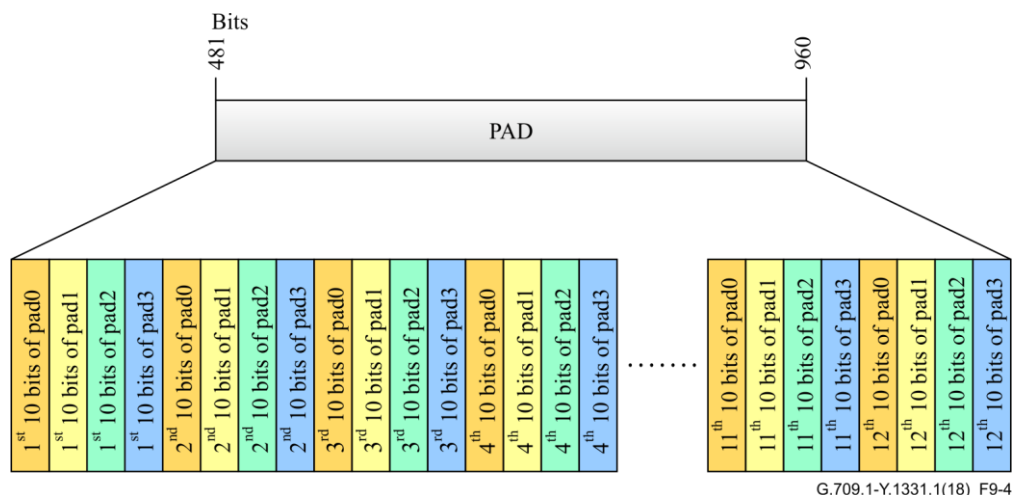 Bits
481
960
PAD
1st 10 bits of pad0
1st 10 bits of pad1
1st 10 bits of pad2
1st 10 bits of pad3
2nd 10 bits of pad0
2nd 10 bits of pad1
2nd 10 bits of pad2
2nd 10 bits of pad3
3rd 10 bits of pad0
3rd 10 bits of pad1
3rd 10 bits of pad2
3rd 10 bits of pad3
4th 10 bits of pad0
4th 10 bits of pad1
4th 10 bits of pad2
4th 10 bits of pad3
.......
11th 10 bits of pad0
11th 10 bits of pad1
11th 10 bits of pad2
11th 10 bits of pad3
12th 10 bits of pad0
12th 10 bits of pad1
12th 10 bits of pad2
12th 10 bits of pad3
G.709.1-Y.1331.1(18)_F9-4